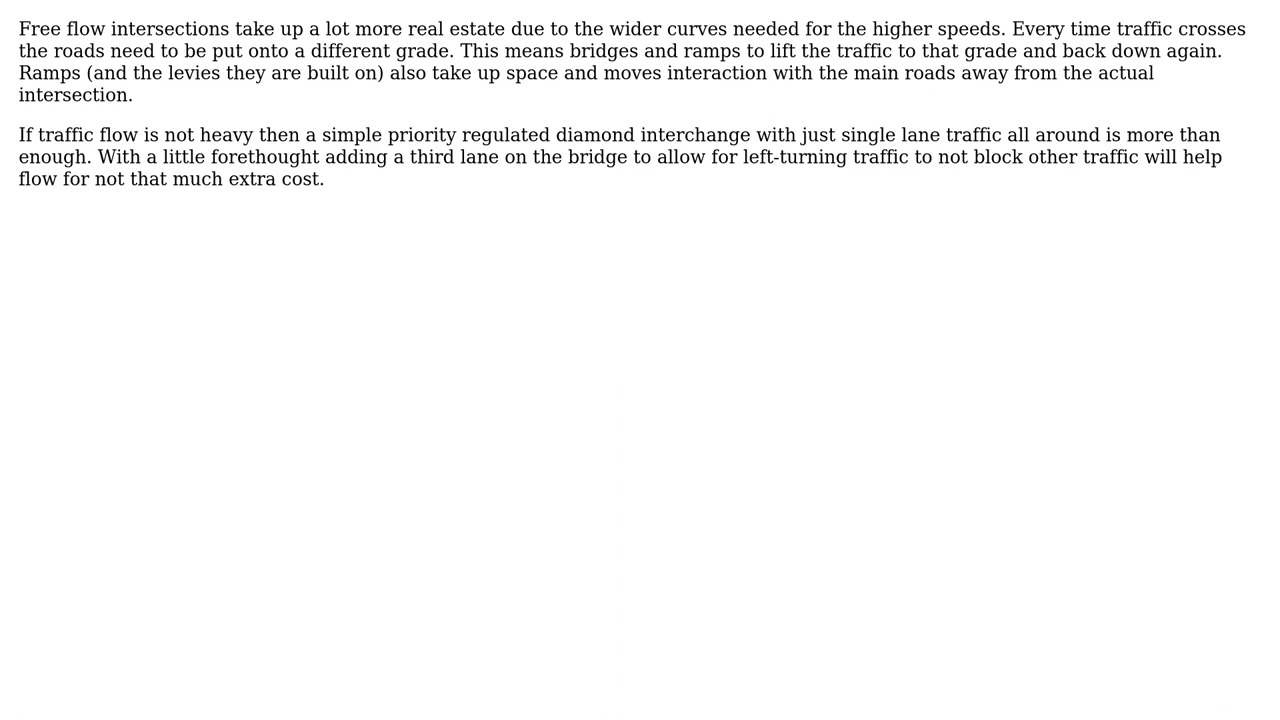 Free flow intersections take up a lot more real estate due to the wider curves needed for the higher speeds. Every time traffic crosses
the roads need to be put onto a different grade. This means bridges and ramps to lift the traffic to that grade and back down again.
Ramps (and the levies they are built on) also take up space and moves interaction with the main roads away from the actual
intersection.
If traffic flow is not heavy then a simple priority regulated diamond interchange with just single lane traffic all around is more than
enough. With a little forethought adding a third lane on the bridge to allow for left-turning traffic to not block other traffic will help
flow for not that much extra cost.